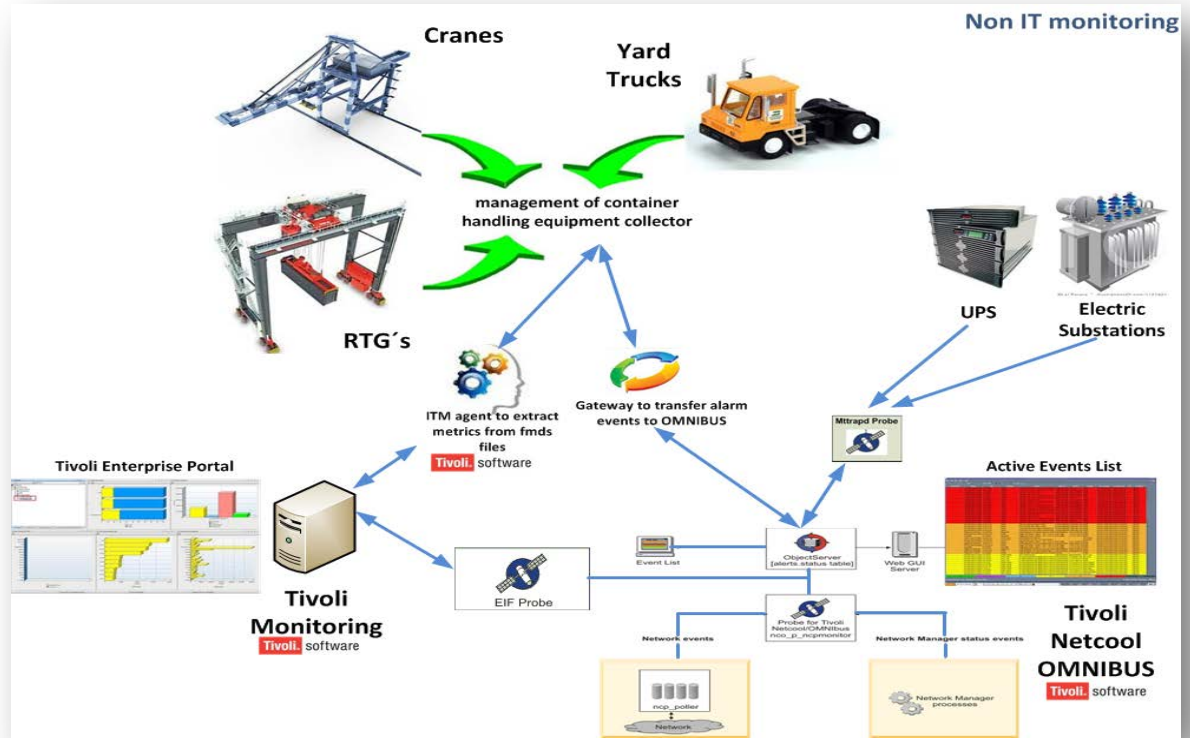 Non IT monitoring
Cranes
Yard
Trucks
management of container
handling equipment collector
RTG´s
UPS
Electric
Substations
ITM agent to extract
metrics from fmds
files
Tivoli. software
Gateway to transfer alarm
events to OMNIBUS
Mttrapd Probe
Tivoli Enterprise Portal
Active Events List
Event List
ObjectServer
[alerts.status table]
Web GUI
Server
EIF Probe
Tivoli
Monitoring
Tivoli. software
Probe for Tivoli
Netcool/OMNIbus
nco_p_ncpmonitor
Network events
Network Manager status events
Tivoli
Netcool
OMNIBUS
Tivoli. software
ncp_poller
Network
Network Manager
processes